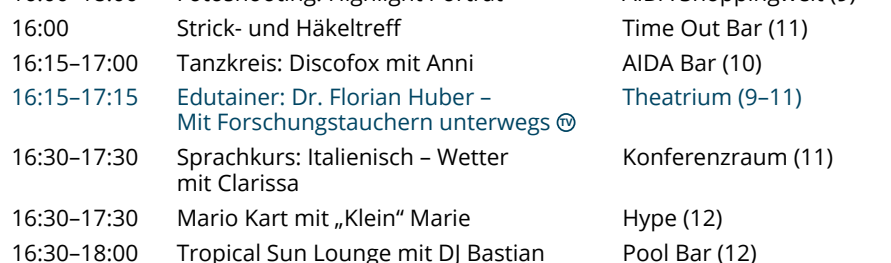 16:00 Strick- und Häkeltreff Time Out Bar (11)
16:15–17:00 Tanzkreis: Discofox mit Anni AIDA Bar (10)
16:15–17:15 Edutainer: Dr. Florian Huber – Theatrium (9–11)
Mit Forschungstauchern unterwegs TV
16:30–17:30 Sprachkurs: Italienisch – Wetter Konferenzraum (11)
mit Clarissa
16:30–17:30 Mario Kart mit „Klein“ Marie Hype (12)
16:30–18:00 Tropical Sun Lounge mit DJ Bastian Pool Bar (12)